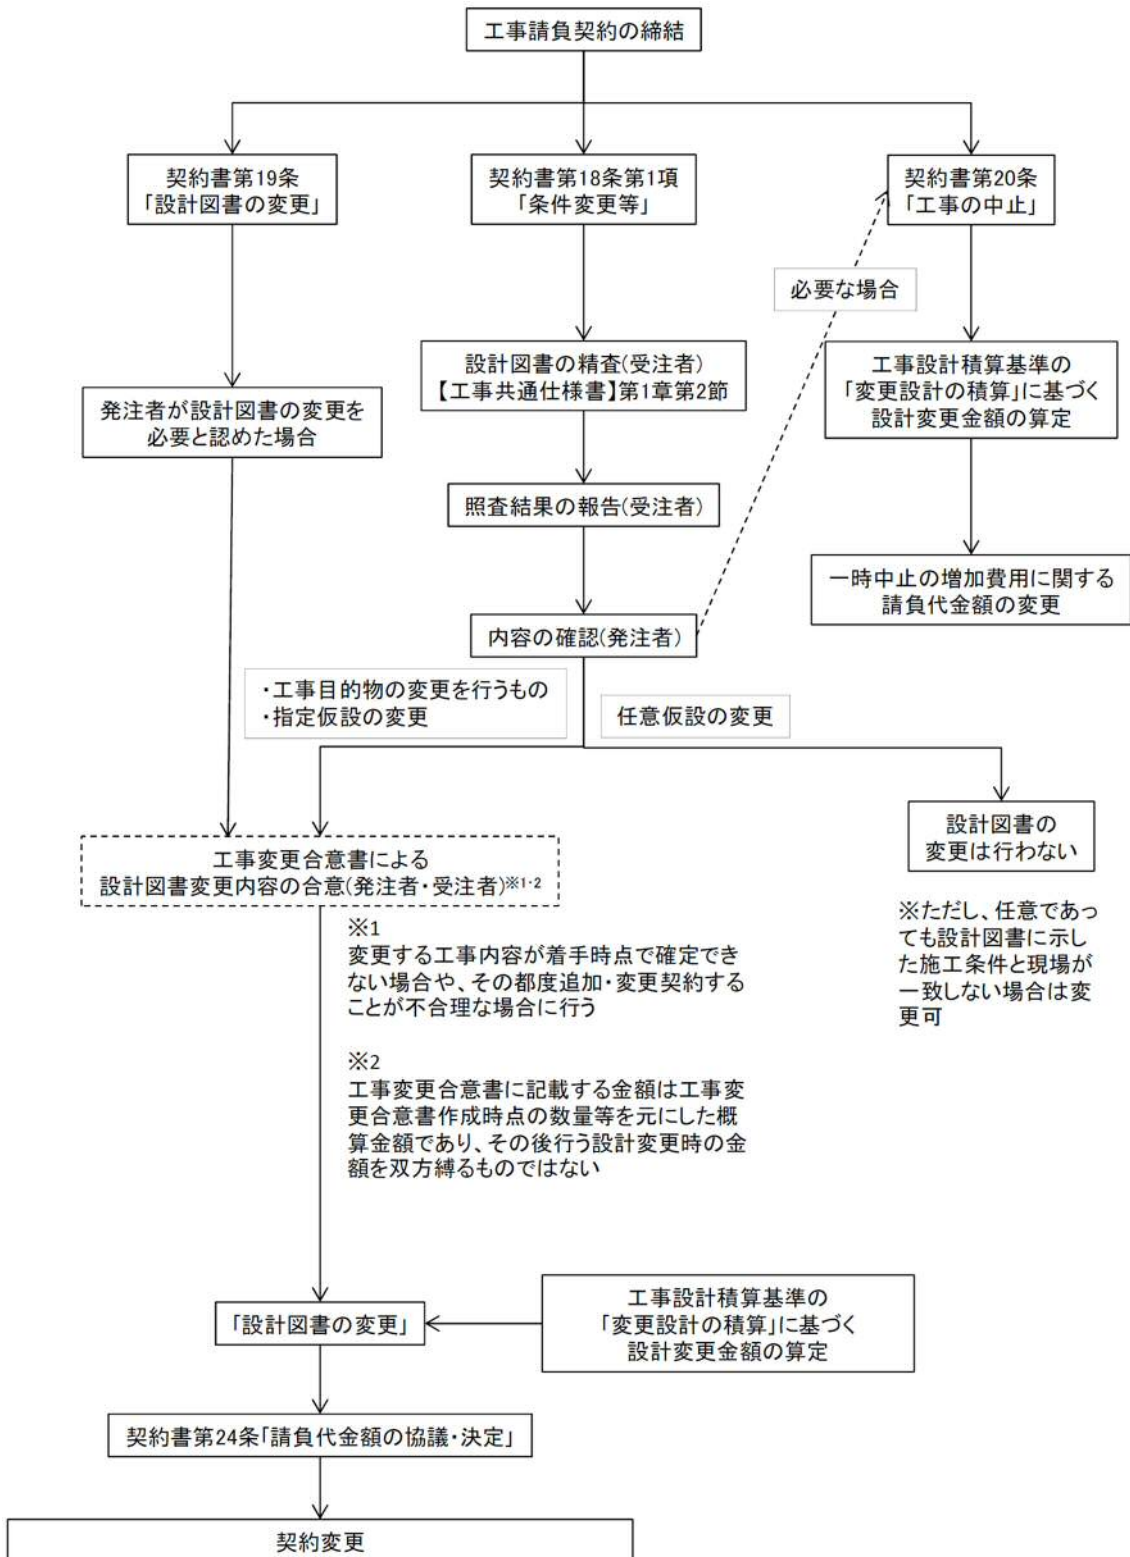 工事請負契約の締結
契約書第19条
「設計図書の変更」
契約書第18条第1項
「条件変更等」
契約書第20条
「工事の中止」
必要な場合
発注者が設計図書の変更を
必要と認めた場合
設計図書の精査(受注者)
【工事共通仕様書】第1章第2節
工事設計積算基準の
「変更設計の積算」に基づく
設計変更金額の算定
照査結果の報告(受注者)
一時中止の増加費用に関する
請負代金額の変更
内容の確認(発注者)
・工事目的物の変更を行うもの
・指定仮設の変更
任意仮設の変更
工事変更合意書による
設計図書変更内容の合意(発注者・受注者)※1・2
設計図書の
変更は行わない
※ただし、任意であっ
ても設計図書に示し
た施工条件と現場が
一致しない場合は変
更可
※1
変更する工事内容が着手時点で確定でき
ない場合や、その都度追加・変更契約する
ことが不合理な場合に行う
※2
工事変更合意書に記載する金額は工事変
更合意書作成時点の数量等を元にした概
算金額であり、その後行う設計変更時の金
額を双方縛るものではない
「設計図書の変更」
工事設計積算基準の
「変更設計の積算」に基づく
設計変更金額の算定
契約書第24条「請負代金額の協議・決定」
契約変更